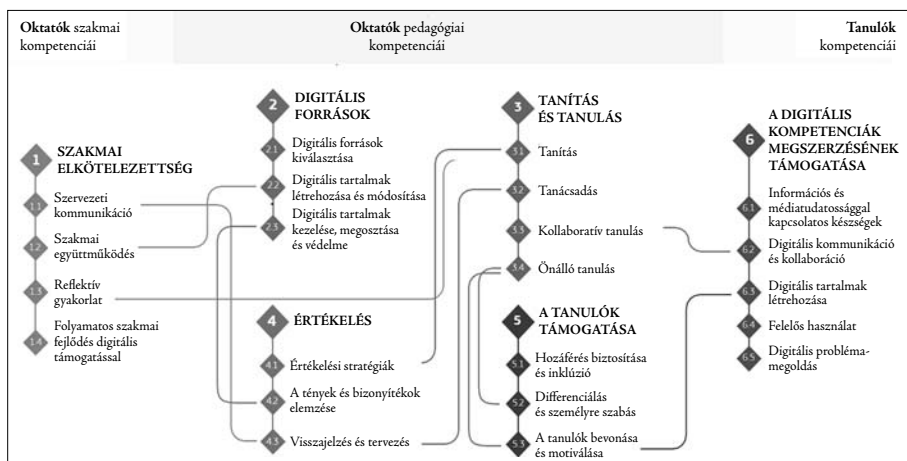 Oktatók szakmai
kompetenciái
Oktatók pedagógiai
kompetenciái
Tanulók
kompetenciái
1
SZAKMAI
ELKÖTELEZETTSÉG
1.1
Szervezeti
kommunikáció
1.2
Szakmai
együttműködés
1.3
Reflektív
gyakorlat
1.4
Folyamatos szakmai
fejlődés digitális
támogatással
2
DIGITÁLIS
FORRÁSOK
2.1
Digitális források
kiválasztása
2.2
Digitális tartalmak
létrehozása és módosítása
2.3
Digitális tartalmak
kezelése, megosztása
és védelme
4
ÉRTÉKELÉS
4.1
Értékelési stratégiák
4.2
A tények és bizonyítékok
elemzése
4.3
Visszajelzés és tervezés
3
TANÍTÁS
ÉS TANULÁS
3.1
Tanítás
3.2
Tanácsadás
3.3
Kollaboratív tanulás
3.4
Önálló tanulás
5
A TANULÓK
TÁMOGATÁSA
5.1
Hozáférés biztosítása
és inklúzió
5.2
Differenciálás
és személyre szabás
5.3
A tanulók bevonása
és motiválása
6
A DIGITÁLIS
KOMPETENCIÁK
MEGSZERZÉSÉNEK
TÁMOGATÁSA
6.1
Információs és
médiatudatossággal
kapcsolatos készségek
6.2
Digitális kommunikáció
és kollaboráció
6.3
Digitális tartalmak
létrehozása
6.4
Felelős használat
6.5
Digitális probléma-
megoldás